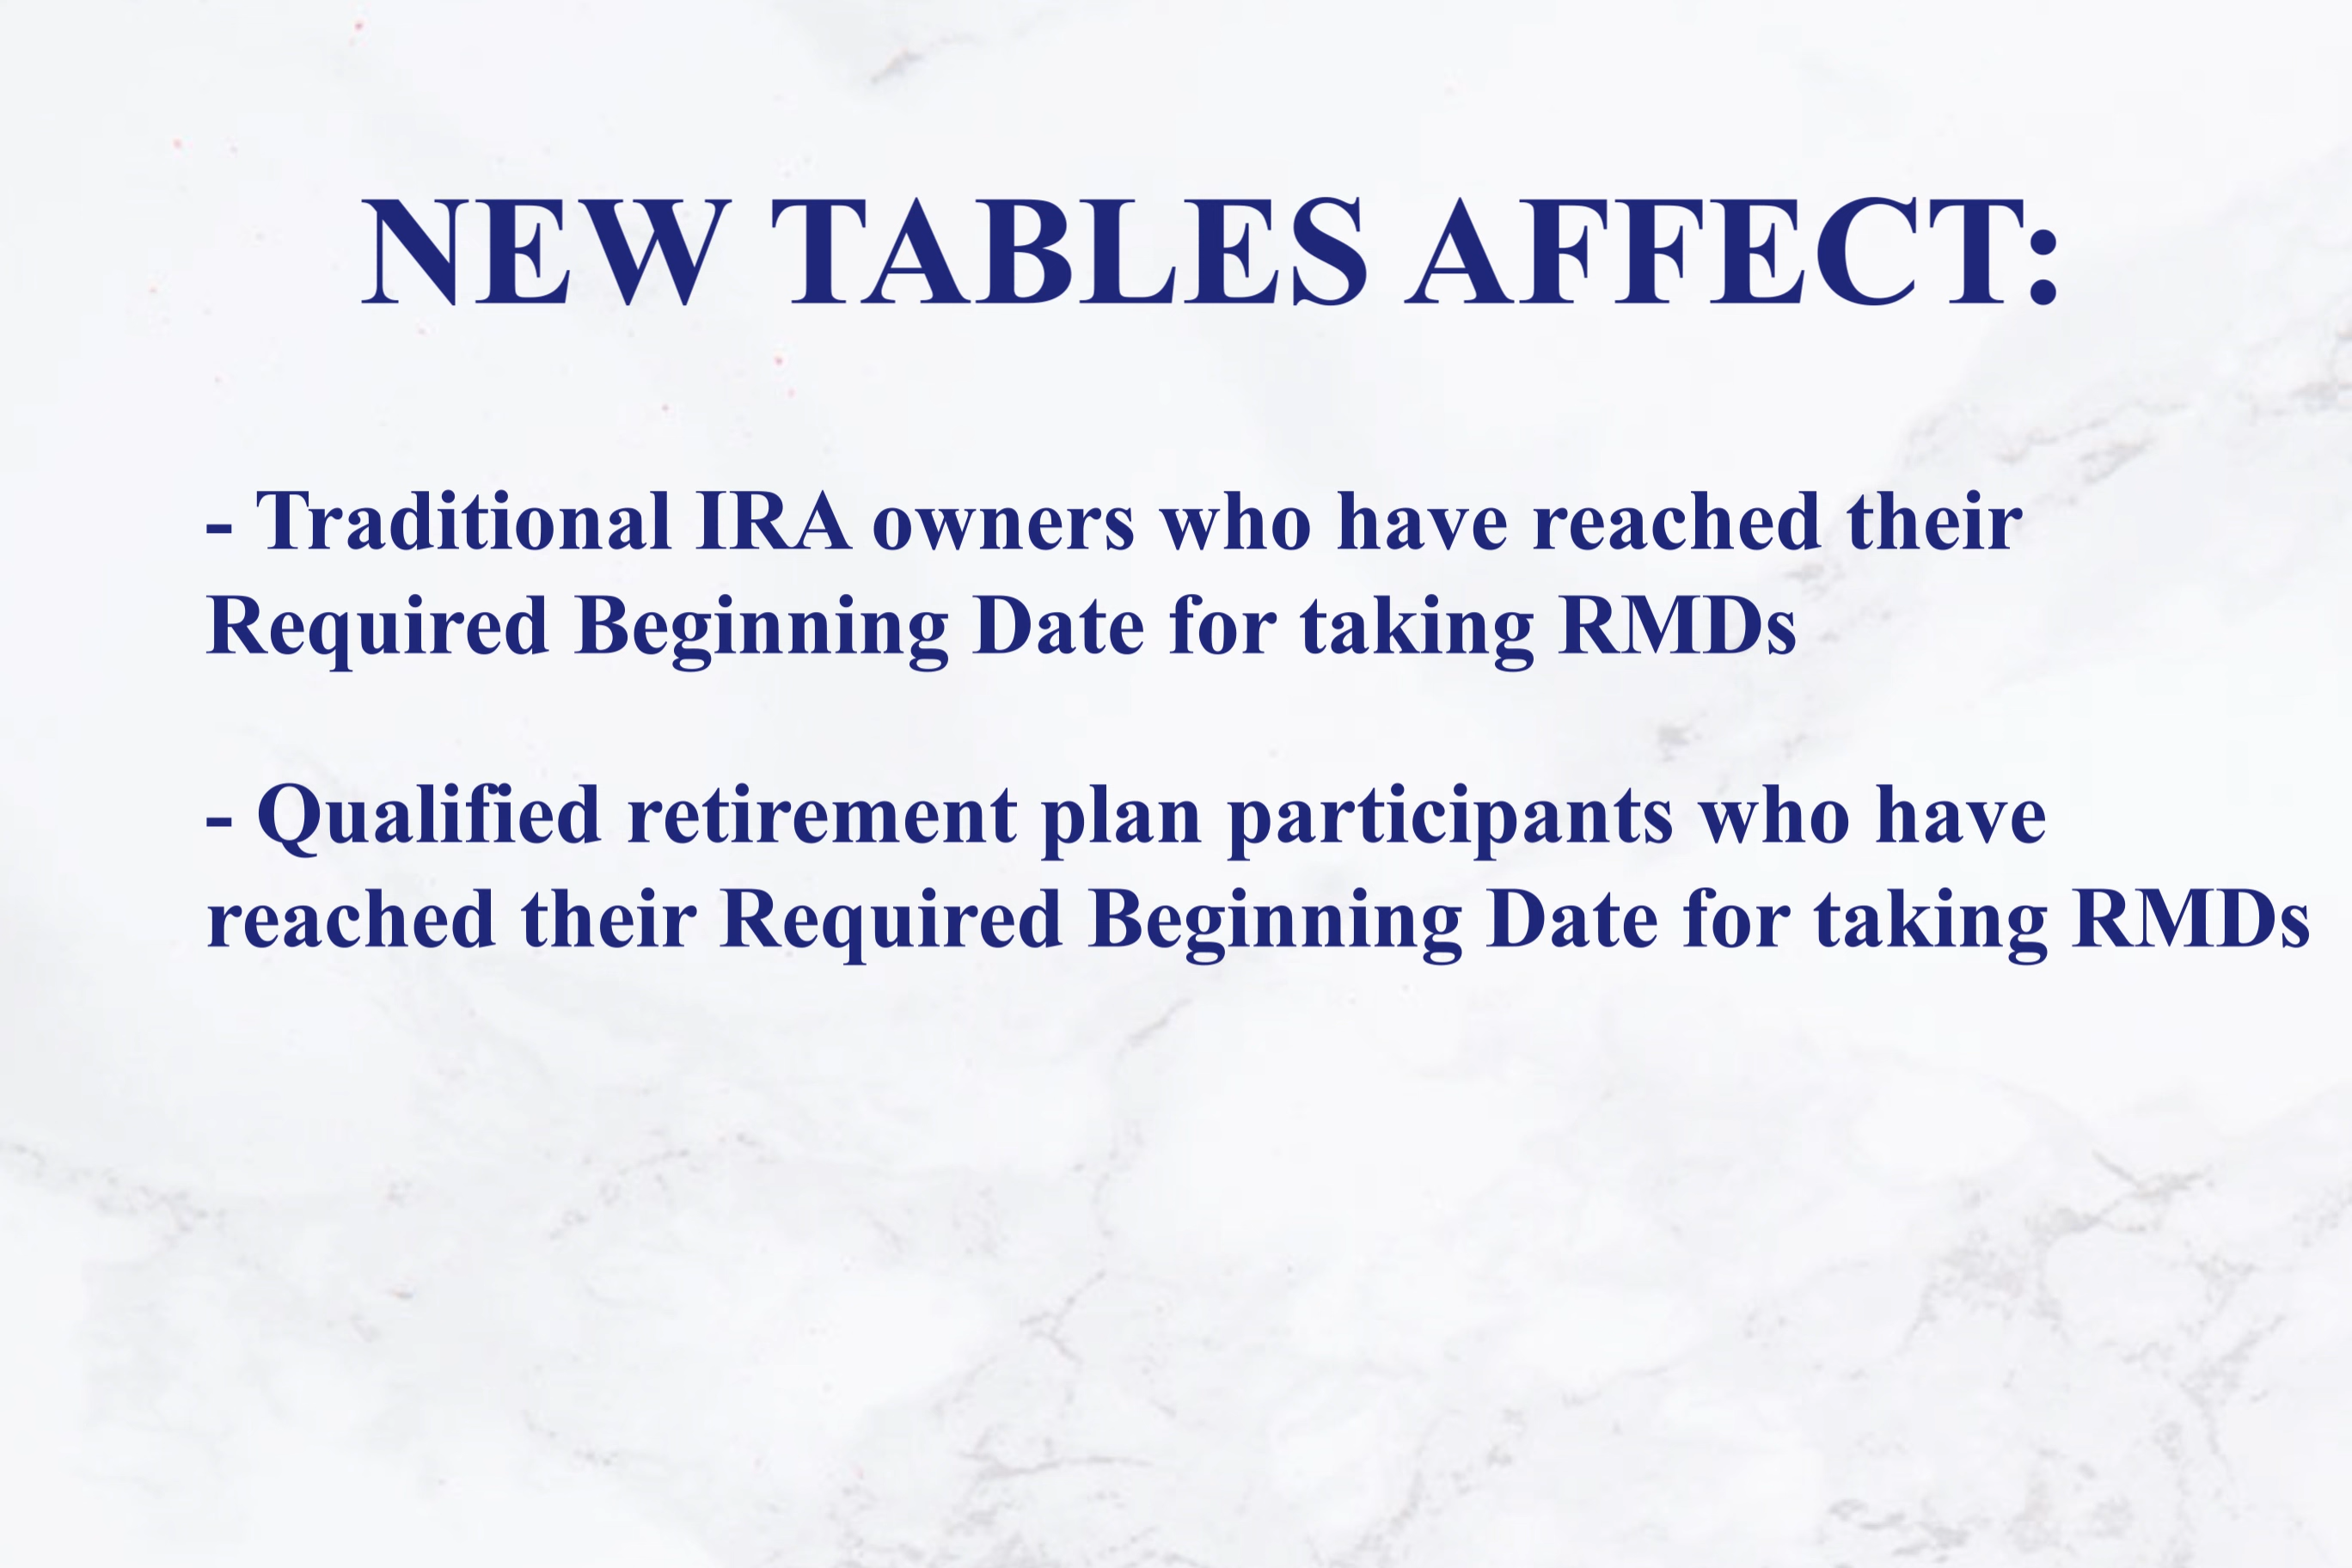 NEW TABLES AFFECT:
- Traditional IRA owners who have reached their
Required Beginning Date for taking RMDs
- Qualified retirement plan participants who have
reached their Required Beginning Date for taking RMDs